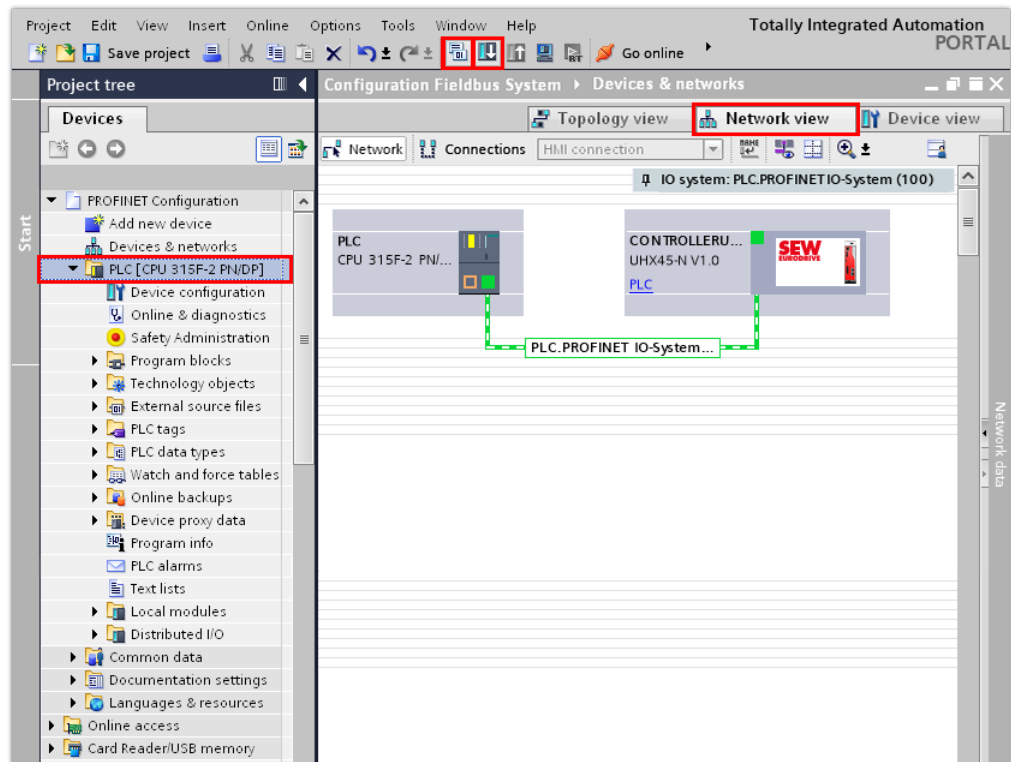 Project Edit View Insert Online Options Tools Window Help
Totally Integrated Automation
PORTAL
Save project
Go online
Project tree
Configuration Fieldbus System
Devices & networks
Devices
Topology view
Network view
Device view
Network
Connections
HMI connection
IO system: PLC.PROFINET IO-System (100)
Start
PROFINET Configuration
Add new device
Devices & networks
PLC [CPU 315F-2 PN/DP]
Device configuration
Online & diagnostics
Safety Administration
Program blocks
Technology objects
External source files
PLC tags
PLC data types
Watch and force tables
Online backups
Device proxy data
Program info
PLC alarms
Text lists
Local modules
Distributed I/O
Common data
Documentation settings
Languages & resources
Online access
Card Reader/USB memory
PLC
CPU 315F-2 PN/...
CONTROLLERU...
UHX45-N V1.0
PLC
SEW
EURODRIVE
PLC.PROFINET IO-System...
Network data